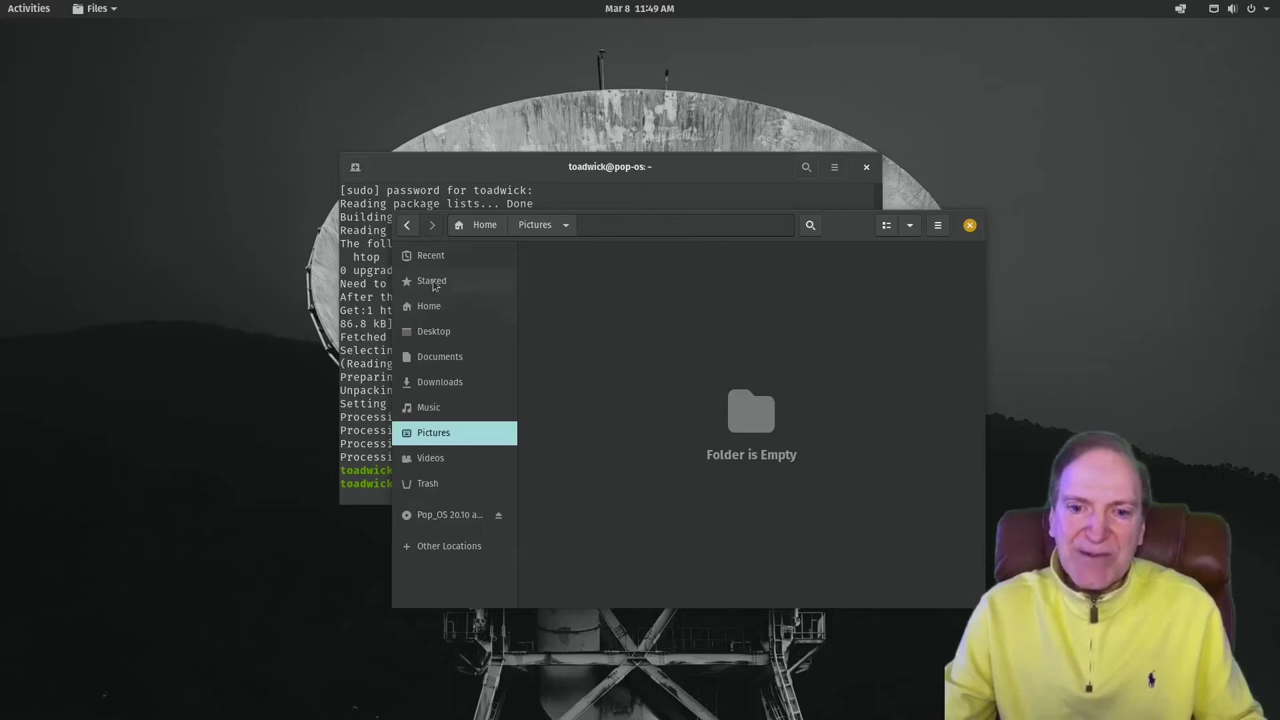 Activities
Files
Mar 8 11:49 AM
toadwick@pop-os: ~
[sudo] password for toadwick:
Reading package lists... Done
Building
Reading
The foll
htop
0 upgrad
Need to
After th
Get:1 ht
86.8 kB]
Fetched
Selectin
(Reading
Preparin
Unpackin
Setting
Processi
Processi
Processi
Processi
toadwick
toadwick
Home
Pictures
Recent
Starred
Home
Desktop
Documents
Downloads
Music
Pictures
Videos
Trash
Pop_OS 20.10 a...
Other Locations
Folder is Empty